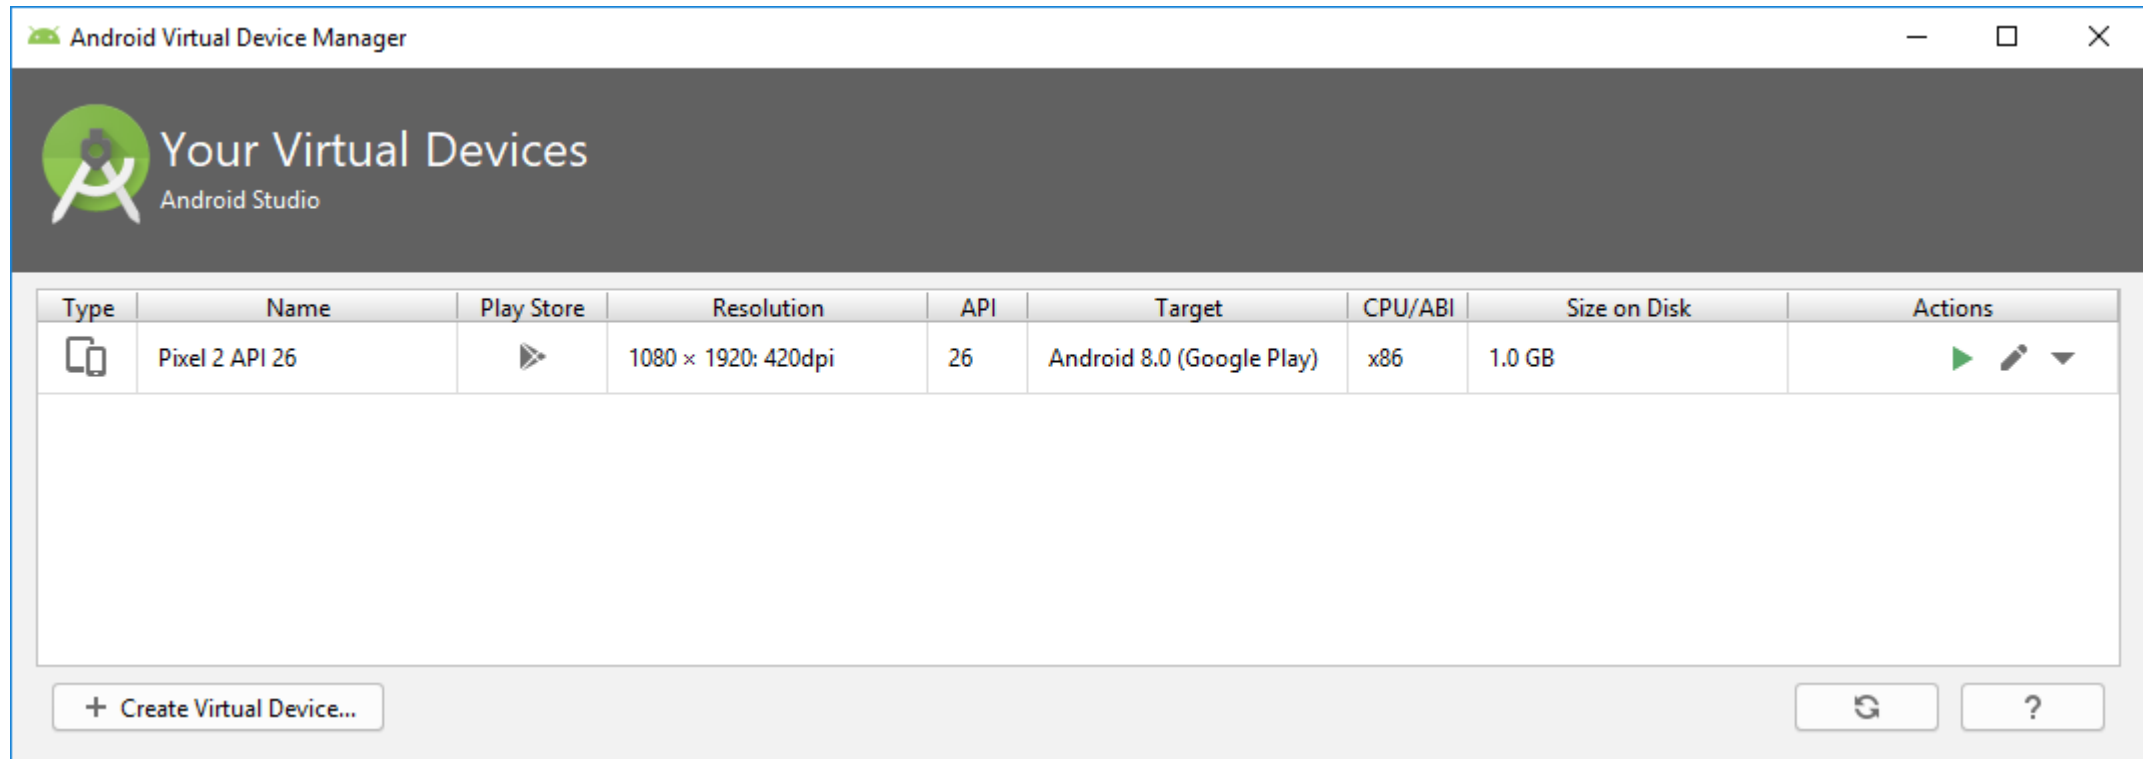 Android Virtual Device Manager
Your Virtual Devices
Android Studio
Type Name Play Store Resolution API Target CPU/ABI Size on Disk Actions
Pixel 2 API 26 1080 × 1920: 420dpi 26 Android 8.0 (Google Play) x86 1.0 GB
+ Create Virtual Device... ?